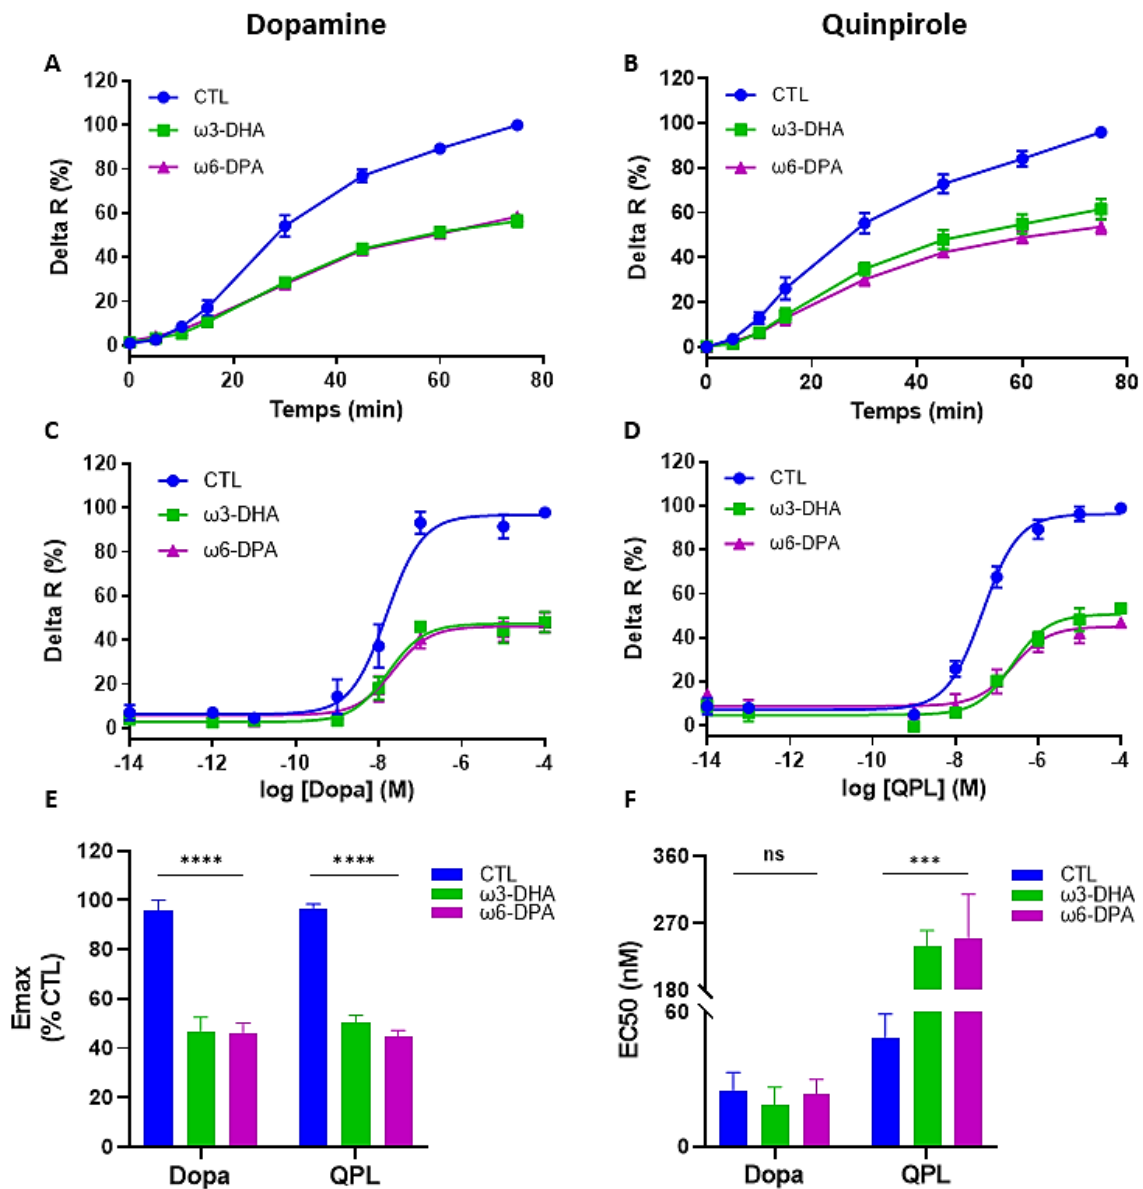 Dopamine
Quinpirole
A
120
100
80
60
40
20
0
Delta R (%)
CTL
ω3-DHA
ω6-DPA
0 20 40 60 80
Temps (min)
B
120
100
80
60
40
20
0
Delta R (%)
CTL
ω3-DHA
ω6-DPA
0 20 40 60 80
Temps (min)
C
120
100
80
60
40
20
0
Delta R (%)
CTL
ω3-DHA
ω6-DPA
-14 -12 -10 -8 -6 -4
log [Dopa] (M)
D
120
100
80
60
40
20
0
Delta R (%)
CTL
ω3-DHA
ω6-DPA
-14 -12 -10 -8 -6 -4
log [QPL] (M)
E
120
100
80
60
40
20
0
Emax
(% CTL)
**** ****
CTL
ω3-DHA
ω6-DPA
Dopa QPL
F
360
270
180
60
0
EC50 (nM)
ns ***
CTL
ω3-DHA
ω6-DPA
Dopa QPL